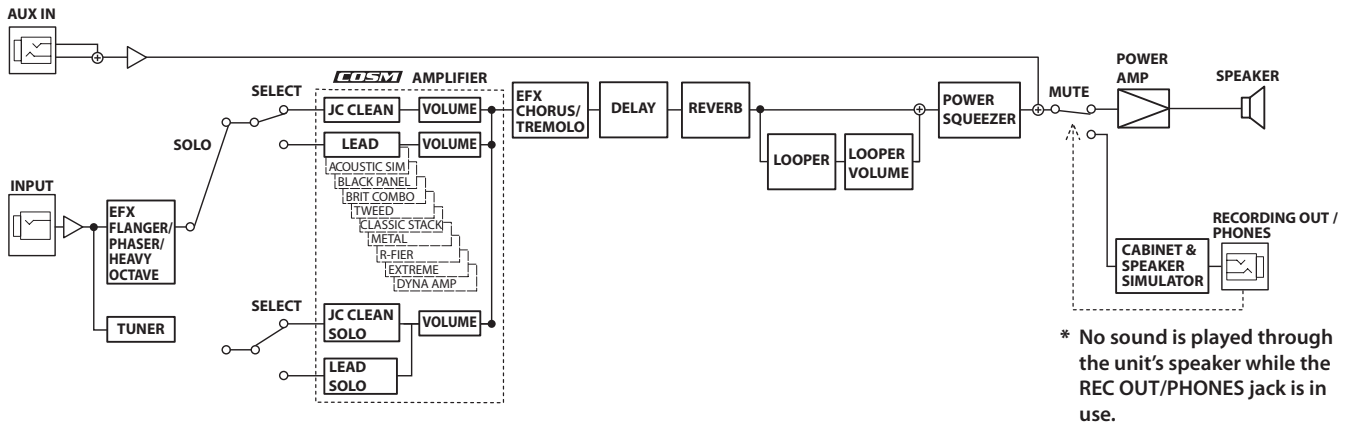 AUX IN
COSM AMPLIFIER
SELECT
SOLO
INPUT
EFX
FLANGER/
PHASER/
HEAVY
OCTAVE
TUNER
JC CLEAN
VOLUME
LEAD
VOLUME
ACOUSTIC SIM
BLACK PANEL
BRIT COMBO
TWEED
CLASSIC STACK
METAL
R-FIER
EXTREME
DYNA AMP
SELECT
JC CLEAN
SOLO
VOLUME
LEAD
SOLO
EFX
CHORUS/
TREMOLO
DELAY
REVERB
LOOPER
LOOPER
VOLUME
POWER
SQUEEZER
MUTE
POWER
AMP
SPEAKER
CABINET &
SPEAKER
SIMULATOR
RECORDING OUT /
PHONES
* No sound is played through
the unit's speaker while the
REC OUT/PHONES jack is in
use.